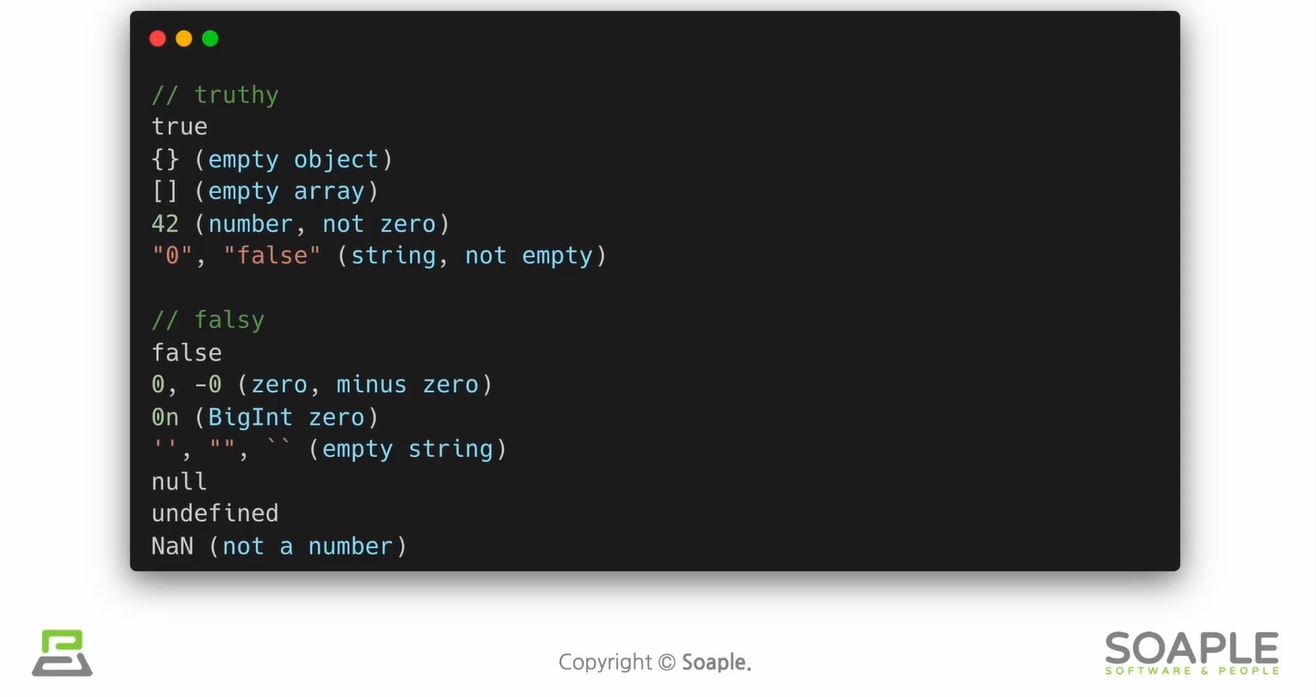 // truthy
true
{} (empty object)
[] (empty array)
42 (number, not zero)
"0", "false" (string, not empty)
// falsy
false
0, -0 (zero, minus zero)
0n (BigInt zero)
'', "", `` (empty string)
null
undefined
NaN (not a number)
Copyright © Soaple.
SOAPLE
SOFTWARE & PEOPLE